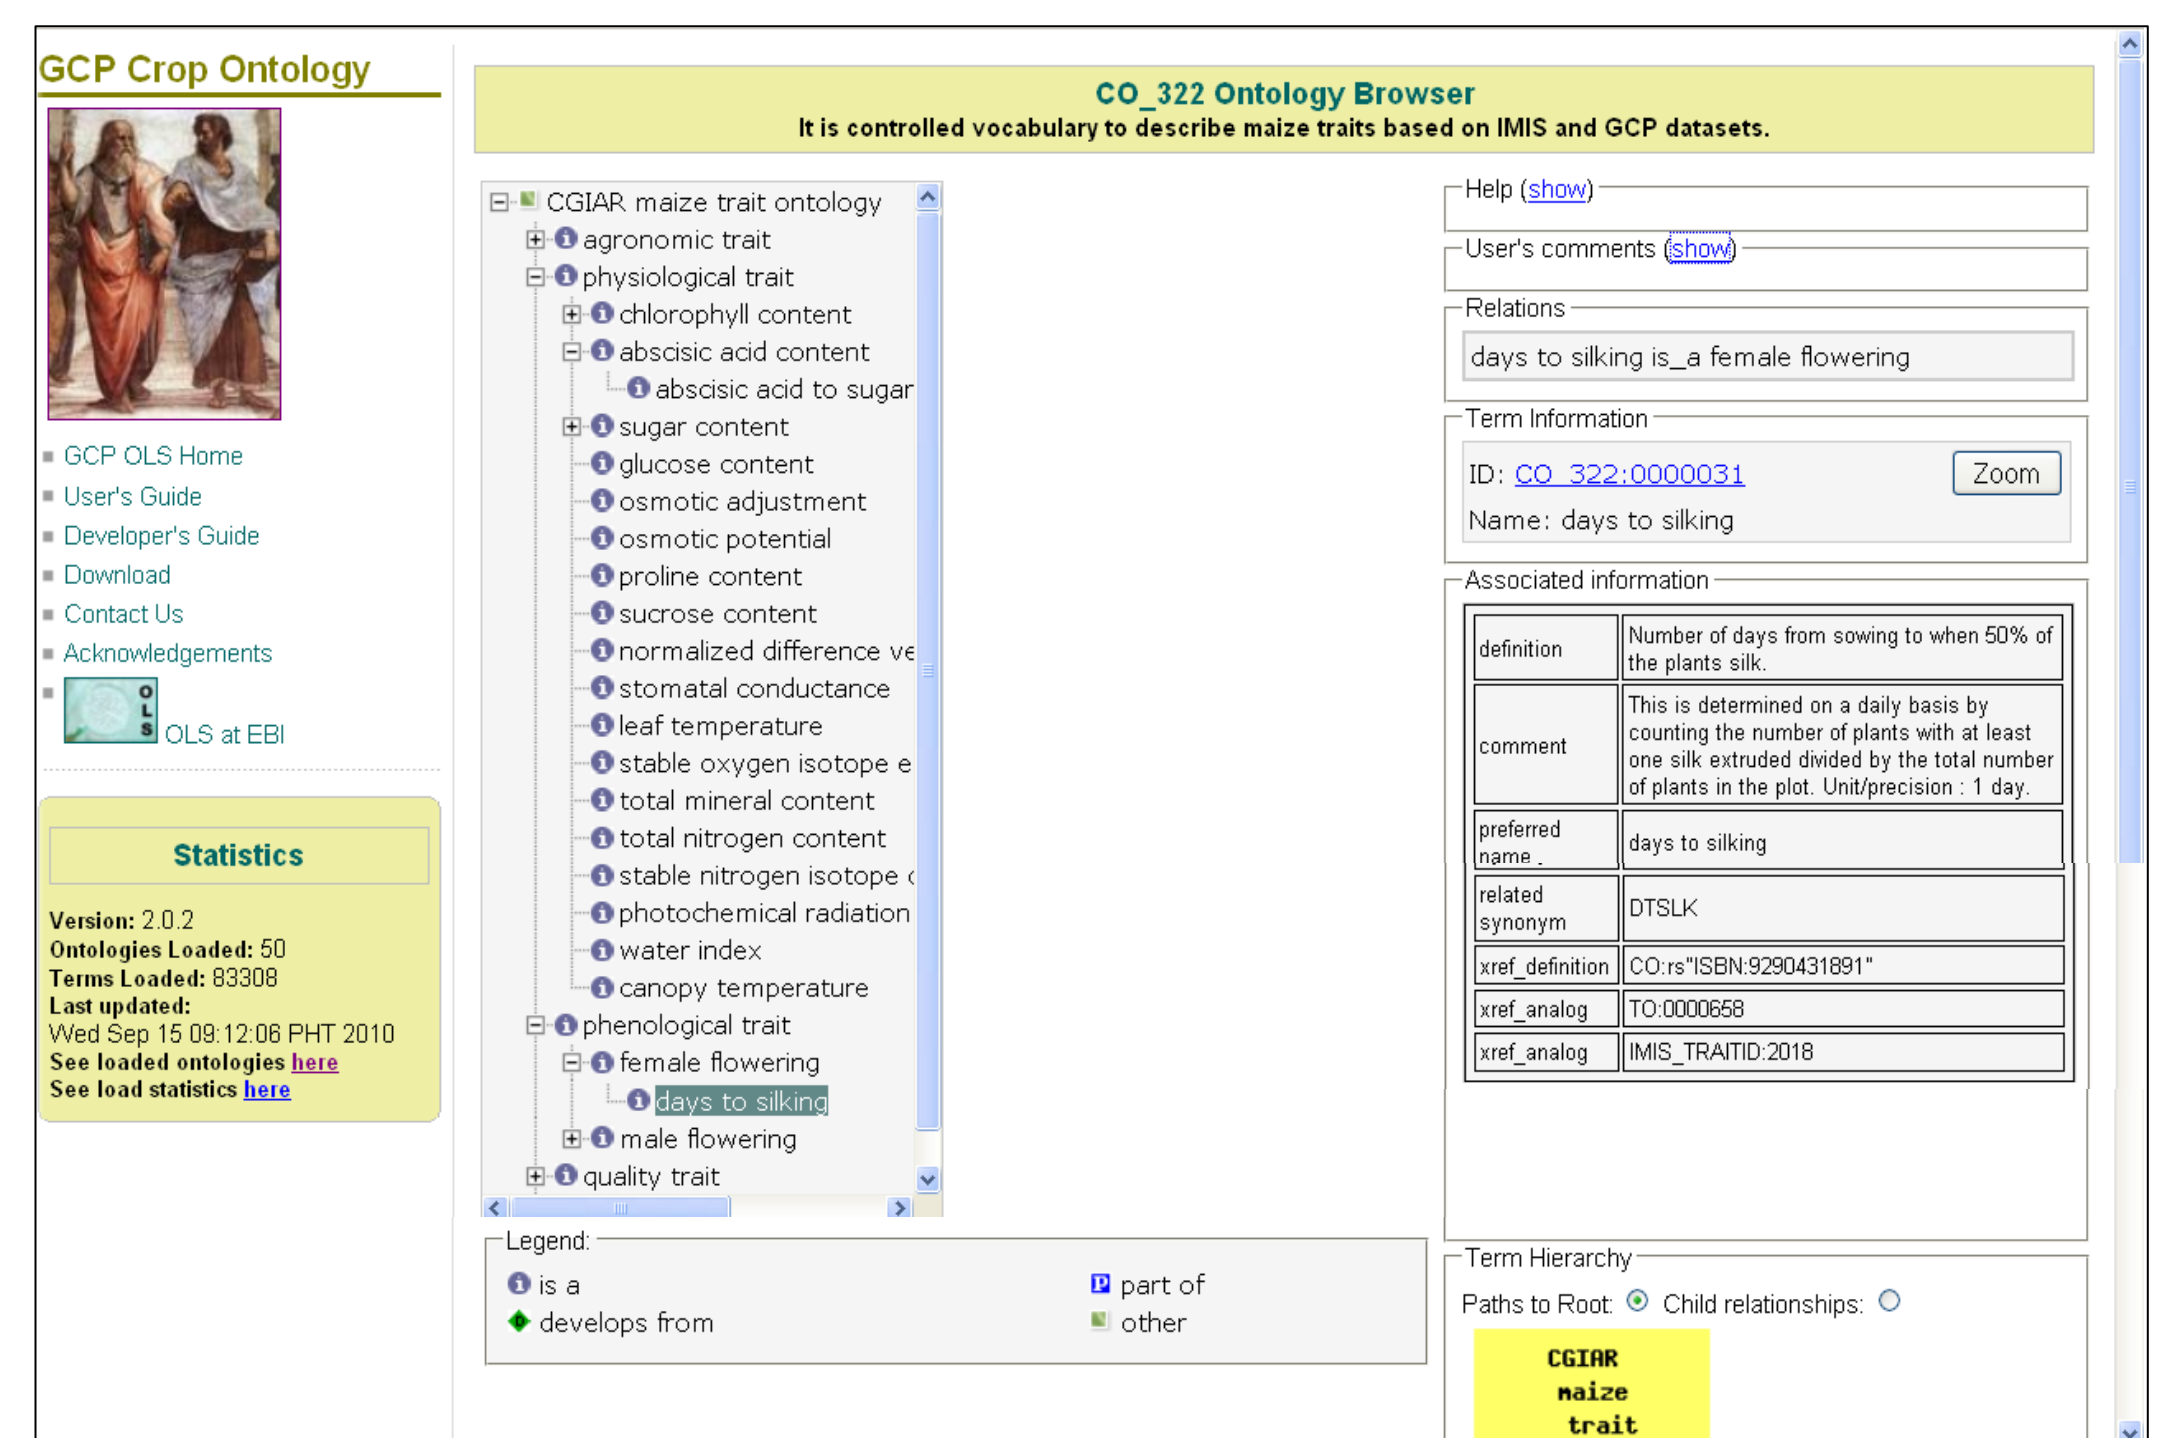 GCP Crop Ontology
GCP OLS Home
User's Guide
Developer's Guide
Download
Contact Us
Acknowledgements
OLS
OLS at EBI
Statistics
Version: 2.0.2
Ontologies Loaded: 50
Terms Loaded: 83308
Last updated:
Wed Sep 15 09:12:06 PHT 2010
See loaded ontologies here
See load statistics here
CO_322 Ontology Browser
It is controlled vocabulary to describe maize traits based on IMIS and GCP datasets.
CGIAR maize trait ontology
agronomic trait
physiological trait
chlorophyll content
abscisic acid content
abscisic acid to sugar
sugar content
glucose content
osmotic adjustment
osmotic potential
proline content
sucrose content
normalized difference ve
stomatal conductance
leaf temperature
stable oxygen isotope e
total mineral content
total nitrogen content
stable nitrogen isotope
photochemical radiation
water index
canopy temperature
phenological trait
female flowering
days to silking
male flowering
quality trait
Legend:
is a
P part of
develops from
other
Help (show)
User's comments (show)
Relations
days to silking is_a female flowering
Term Information
ID: CO_322:0000031
Zoom
Name: days to silking
Associated information
definition
Number of days from sowing to when 50% of
the plants silk.
comment
This is determined on a daily basis by
counting the number of plants with at least
one silk extruded divided by the total number
of plants in the plot. Unit/precision : 1 day.
preferred
name
days to silking
related
synonym
DTSLK
xref_definition
CO:rs"ISBN:9290431891"
xref_analog
TO:0000658
xref_analog
IMIS_TRAITID:2018
Term Hierarchy
Paths to Root: Child relationships:
CGIAR
maize
trait